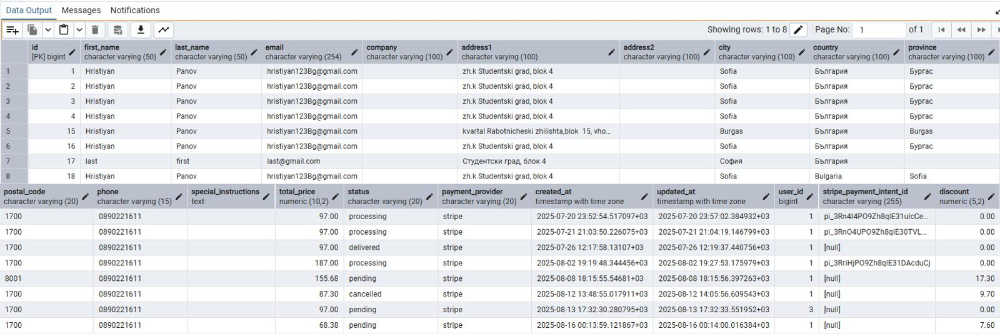 Data Output Messages Notifications
Showing rows: 1 to 8 Page No: 1 of 1
id first_name last_name email company address1 address2 city country province
[PK] bigint character varying (50) character varying (50) character varying (254) character varying (100) character varying (100) character varying (100) character varying (100) character varying (100) character varying (100)
1 1 Hristiyan Panov hristiyan123Bg@gmail.com zh.k Studentski grad, blok 4 Sofia България Бургас
2 2 Hristiyan Panov hristiyan123Bg@gmail.com zh.k Studentski grad, blok 4 Sofia България Бургас
3 3 Hristiyan Panov hristiyan123Bg@gmail.com zh.k Studentski grad, blok 4 Sofia България Бургас
4 4 Hristiyan Panov hristiyan123Bg@gmail.com zh.k Studentski grad, blok 4 Sofia България Бургас
5 15 Hristiyan Panov hristiyan123Bg@gmail.com kvartal Rabotnicheski zhilishta,blok 15, vho... Burgas България Burgas
6 16 Hristiyan Panov hristiyan123Bg@gmail.com zh.k Studentski grad, blok 4 Sofia България Бургас
7 17 last first last@gmail.com Студентски град, блок 4 София България
8 18 Hristiyan Panov hristiyan123Bg@gmail.com zh.k Studentski grad, blok 4 Sofia Bulgaria Sofia
postal_code phone special_instructions total_price status payment_provider created_at updated_at user_id stripe_payment_intent_id discount
character varying (20) character varying (15) text numeric (10,2) character varying (20) character varying (20) timestamp with time zone timestamp with time zone bigint character varying (255) numeric (5,2)
1700 0890221611 97.00 processing stripe 2025-07-20 23:52:54.517097+03 2025-07-20 23:57:02.384932+03 1 pi_3Rn4I4PO9Zh8qlE31ulcCe... 0.00
1700 0890221611 97.00 processing stripe 2025-07-21 21:03:50.226075+03 2025-07-21 21:04:19.146799+03 1 pi_3RnO4UPO9Zh8qlE30TVL... 0.00
1700 0890221611 97.00 delivered stripe 2025-07-26 12:17:58.13107+03 2025-07-26 12:19:37.440756+03 1 [null] 0.00
1700 0890221611 187.00 processing stripe 2025-08-02 19:19:48.344456+03 2025-08-02 19:27:53.175979+03 1 pi_3RriHjPO9Zh8qlE31DAcduCj 0.00
8001 0890221611 155.68 pending stripe 2025-08-08 18:15:55.54681+03 2025-08-08 18:15:56.397263+03 1 [null] 17.30
1700 0890221611 87.30 cancelled stripe 2025-08-12 13:48:55.017911+03 2025-08-12 14:05:56.609543+03 1 [null] 9.70
1700 0890221611 97.00 pending stripe 2025-08-13 17:32:30.280795+03 2025-08-13 17:32:33.551952+03 3 [null] 0.00
1700 0890221611 68.38 pending stripe 2025-08-16 00:13:59.121867+03 2025-08-16 00:14:00.016384+03 1 [null] 7.60